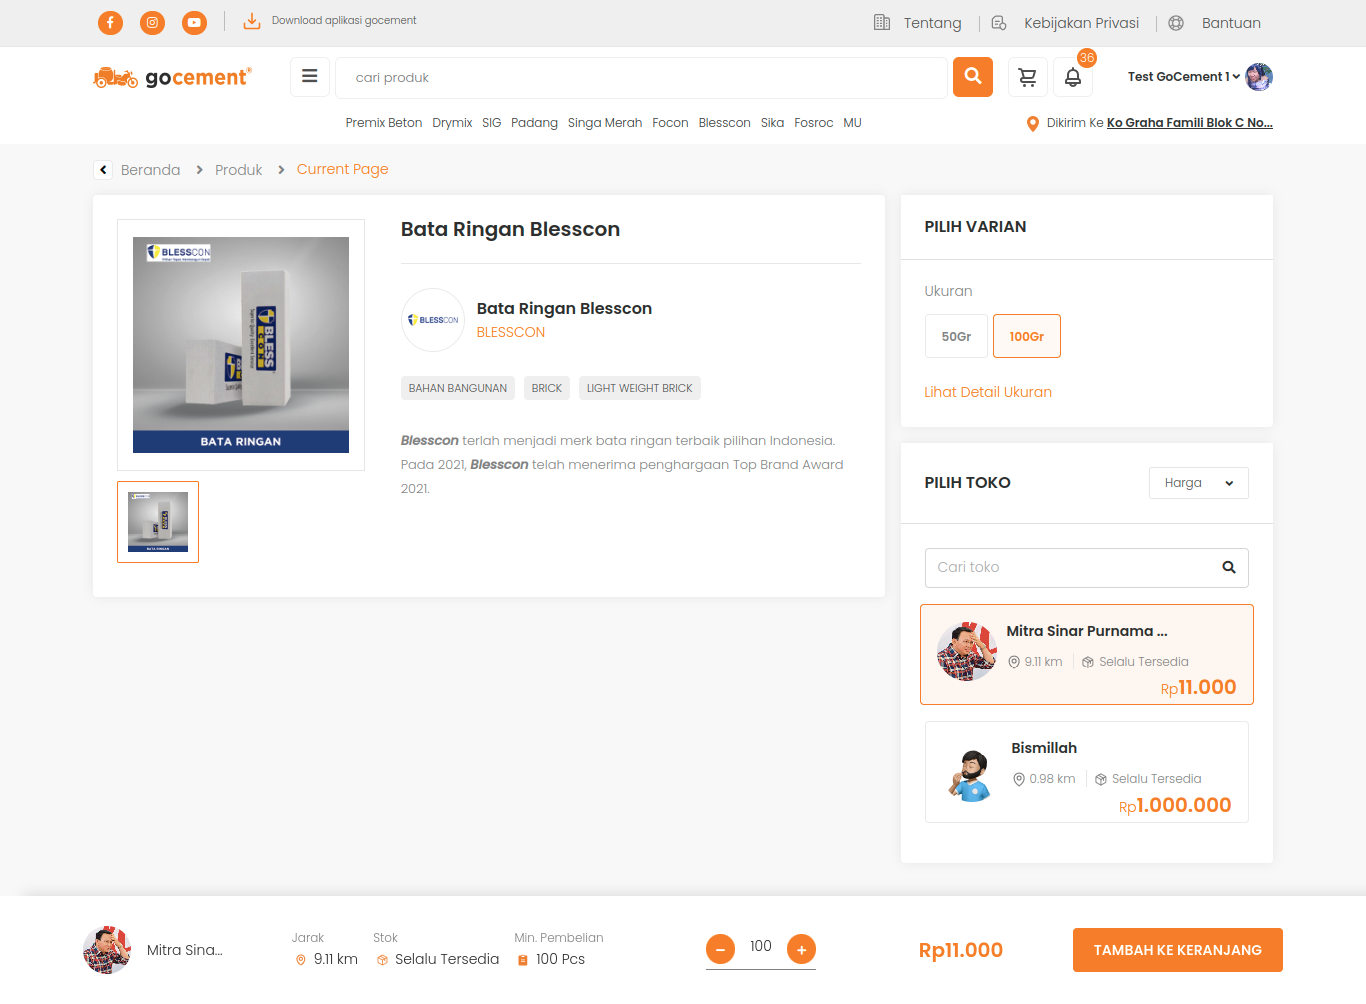 Download aplikasi gocement
Tentang
Kebijakan Privasi
Bantuan
gocement®
cari produk
36
Test GoCement 1
Premix Beton Drymix SIG Padang Singa Merah Focon Blesscon Sika Fosroc MU
Dikirim Ke Ko Graha Famili Blok C No...
Beranda
Produk
Current Page
BLESSCON
BLESS
CON
BATA RINGAN
BLESSCON
BATA RINGAN
Bata Ringan Blesscon
BLESSCON
Bata Ringan Blesscon
BLESSCON
BAHAN BANGUNAN
BRICK
LIGHT WEIGHT BRICK
Blesscon terlah menjadi merk bata ringan terbaik pilihan Indonesia.
Pada 2021, Blesscon telah menerima penghargaan Top Brand Award
2021.
PILIH VARIAN
Ukuran
50Gr
100Gr
Lihat Detail Ukuran
PILIH TOKO
Harga
Cari toko
Mitra Sinar Purnama ...
9.11 km
Selalu Tersedia
Rp11.000
Bismillah
0.98 km
Selalu Tersedia
Rp1.000.000
Mitra Sina...
Jarak
9.11 km
Stok
Selalu Tersedia
Min. Pembelian
100 Pcs
100
Rp11.000
TAMBAH KE KERANJANG